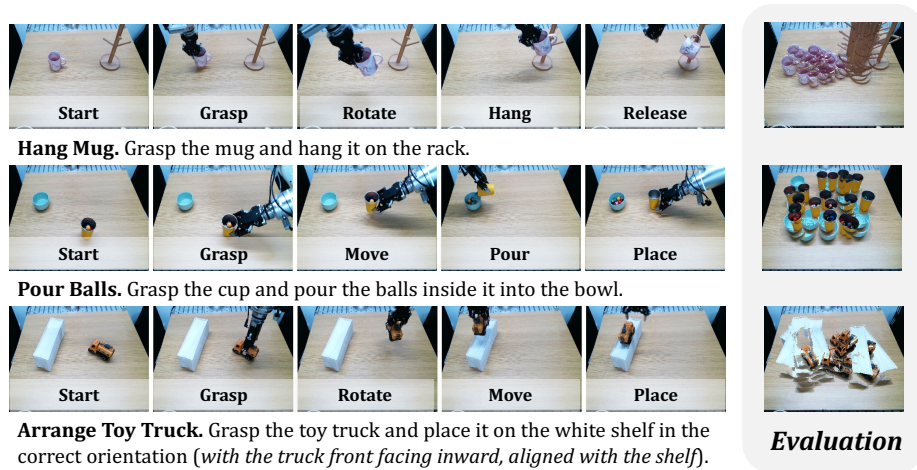 Start Grasp Rotate Hang Release
Hang Mug. Grasp the mug and hang it on the rack.
Start Grasp Move Pour Place
Pour Balls. Grasp the cup and pour the balls inside it into the bowl.
Start Grasp Rotate Move Place
Arrange Toy Truck. Grasp the toy truck and place it on the white shelf in the
correct orientation (with the truck front facing inward, aligned with the shelf).
Evaluation